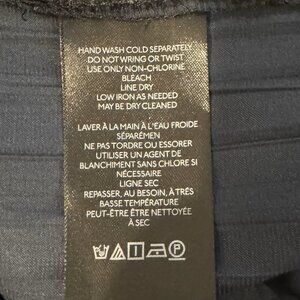 HAND WASH COLD SEPARATELY
DO NOT WRING OR TWIST
USE ONLY NON-CHLORINE
BLEACH
LINE DRY
LOW IRON AS NEEDED
MAY BE DRY CLEANED
LAVER À LA MAIN À L'EAU FROIDE
SÉPARÉMEN
NE PAS TORDRE OU ESSORER
UTILISER UN AGENT DE
BLANCHIMENT SANS CHLORE SI
NÉCESSAIRE
LIGNE SEC
REPASSER, AU BESOIN, À TRÈS
BASSE TEMPÉRATURE
PEUT-ÊTRE ÊTRE NETTOYÉE
À SEC